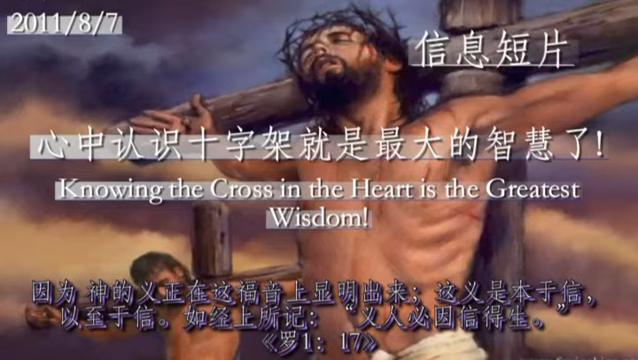 2011/8/7
信息短片
心中认识十字架就是最大的智慧了!
Knowing the Cross in the Heart is the Greatest
Wisdom!
因为 神的义正在这福音上显明出来；这义是本于信，
以至于信。如经上所记：“义人必因信得生。”
《罗1：17》